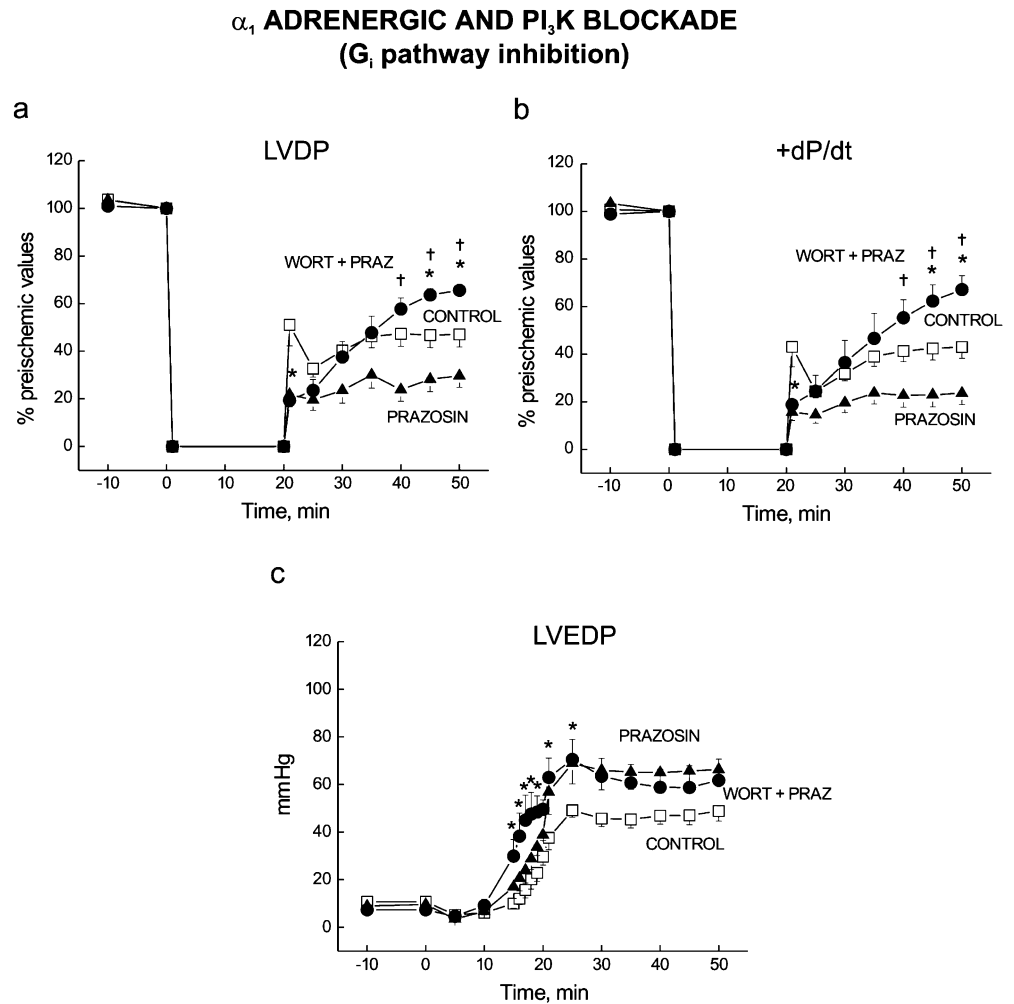 α₁ ADRENERGIC AND PI₃K BLOCKADE
(Gᵢ pathway inhibition)
a
LVDP
% preischemic values
120
100
80
60
40
20
0
WORT + PRAZ
† † †
* *
CONTROL
*
PRAZOSIN
-10 0 10 20 30 40 50
Time, min
b
+dP/dt
% preischemic values
120
100
80
60
40
20
0
WORT + PRAZ
† † †
* *
CONTROL
*
PRAZOSIN
-10 0 10 20 30 40 50
Time, min
c
LVEDP
mmHg
120
100
80
60
40
20
0
* * * * * * *
PRAZOSIN
WORT + PRAZ
CONTROL
-10 0 10 20 30 40 50
Time, min